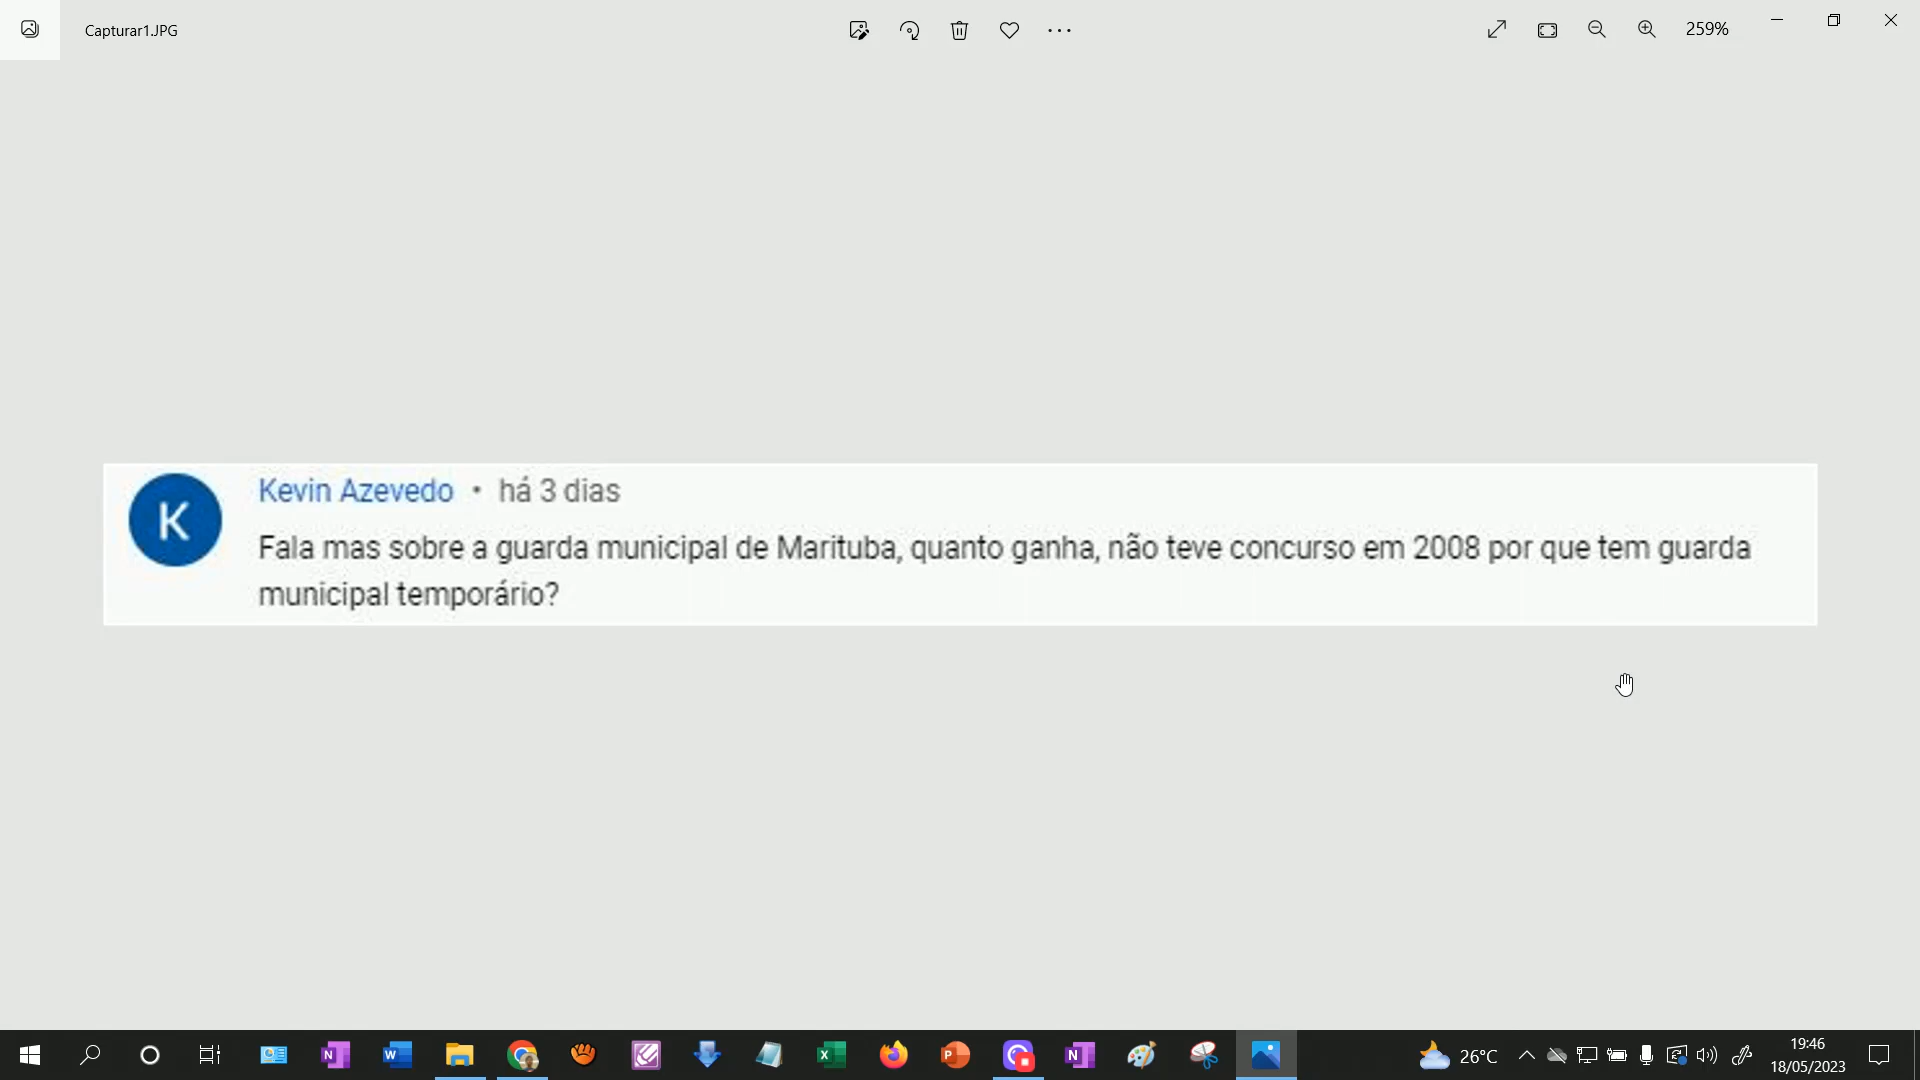 Capturar1.JPG
259%
K
Kevin Azevedo • há 3 dias
Fala mas sobre a guarda municipal de Marituba, quanto ganha, não teve concurso em 2008 por que tem guarda
municipal temporário?
26°C
19:46
18/05/2023